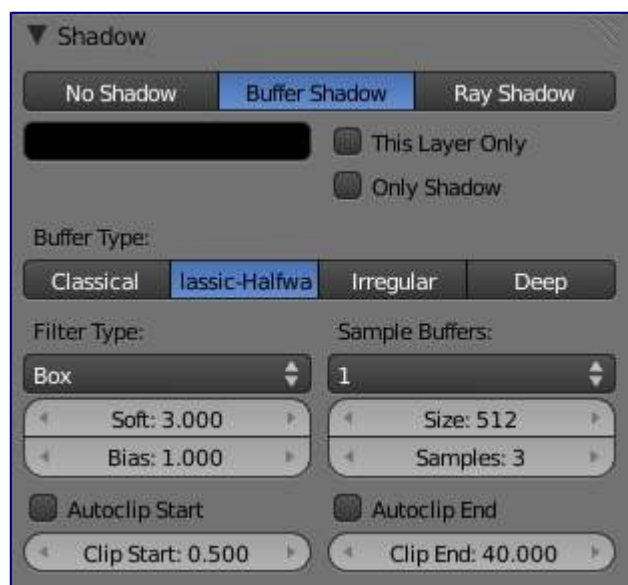 Shadow
No Shadow Buffer Shadow Ray Shadow
This Layer Only
Only Shadow
Buffer Type:
Classical lassic-Halfwa Irregular Deep
Filter Type: Sample Buffers:
Box 1
Soft: 3.000 Size: 512
Bias: 1.000 Samples: 3
Autoclip Start Autoclip End
Clip Start: 0.500 Clip End: 40.000